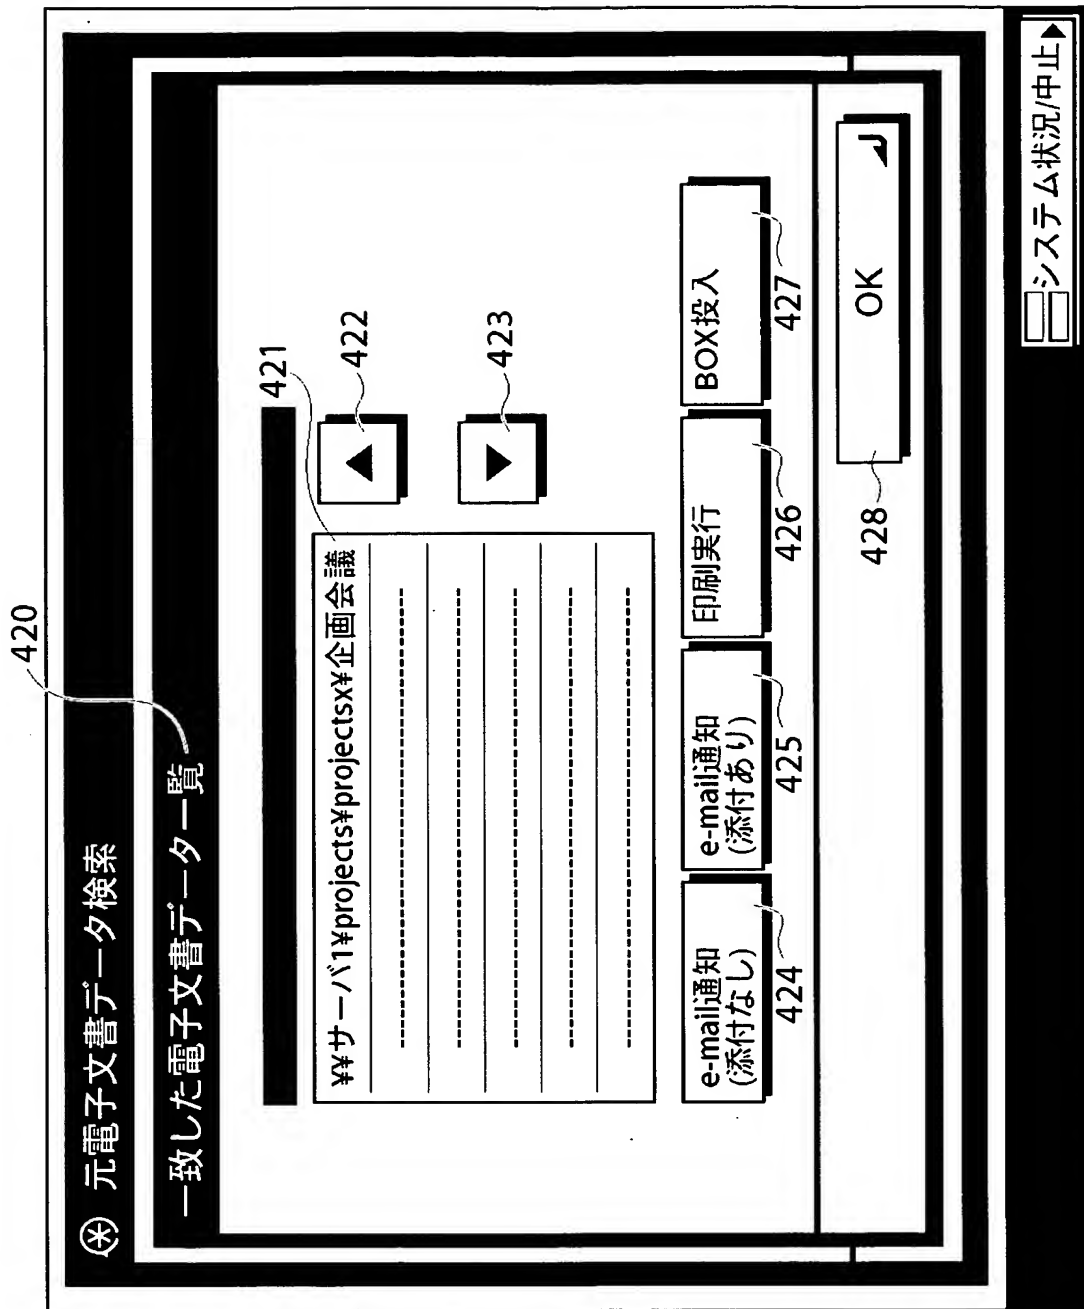 420
元電子文書データ検索
一致した電子文書データ一覧
421
¥¥サーバ1¥projects¥projectsx¥企画会議
422
423
e-mail通知
(添付なし)
424
e-mail通知
(添付あり)
425
印刷実行
426
BOX投入
427
428
OK
システム状況/中止